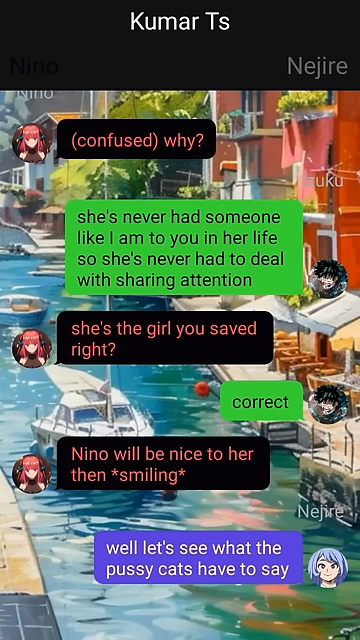 Kumar Ts
Nino
Nejire
Nino
(confused) why?
zuku
she's never had someone
like I am to you in her life
so she's never had to deal
with sharing attention
she's the girl you saved
right?
correct
Nino will be nice to her
then *smiling*
Nejire
well let's see what the
pussy cats have to say